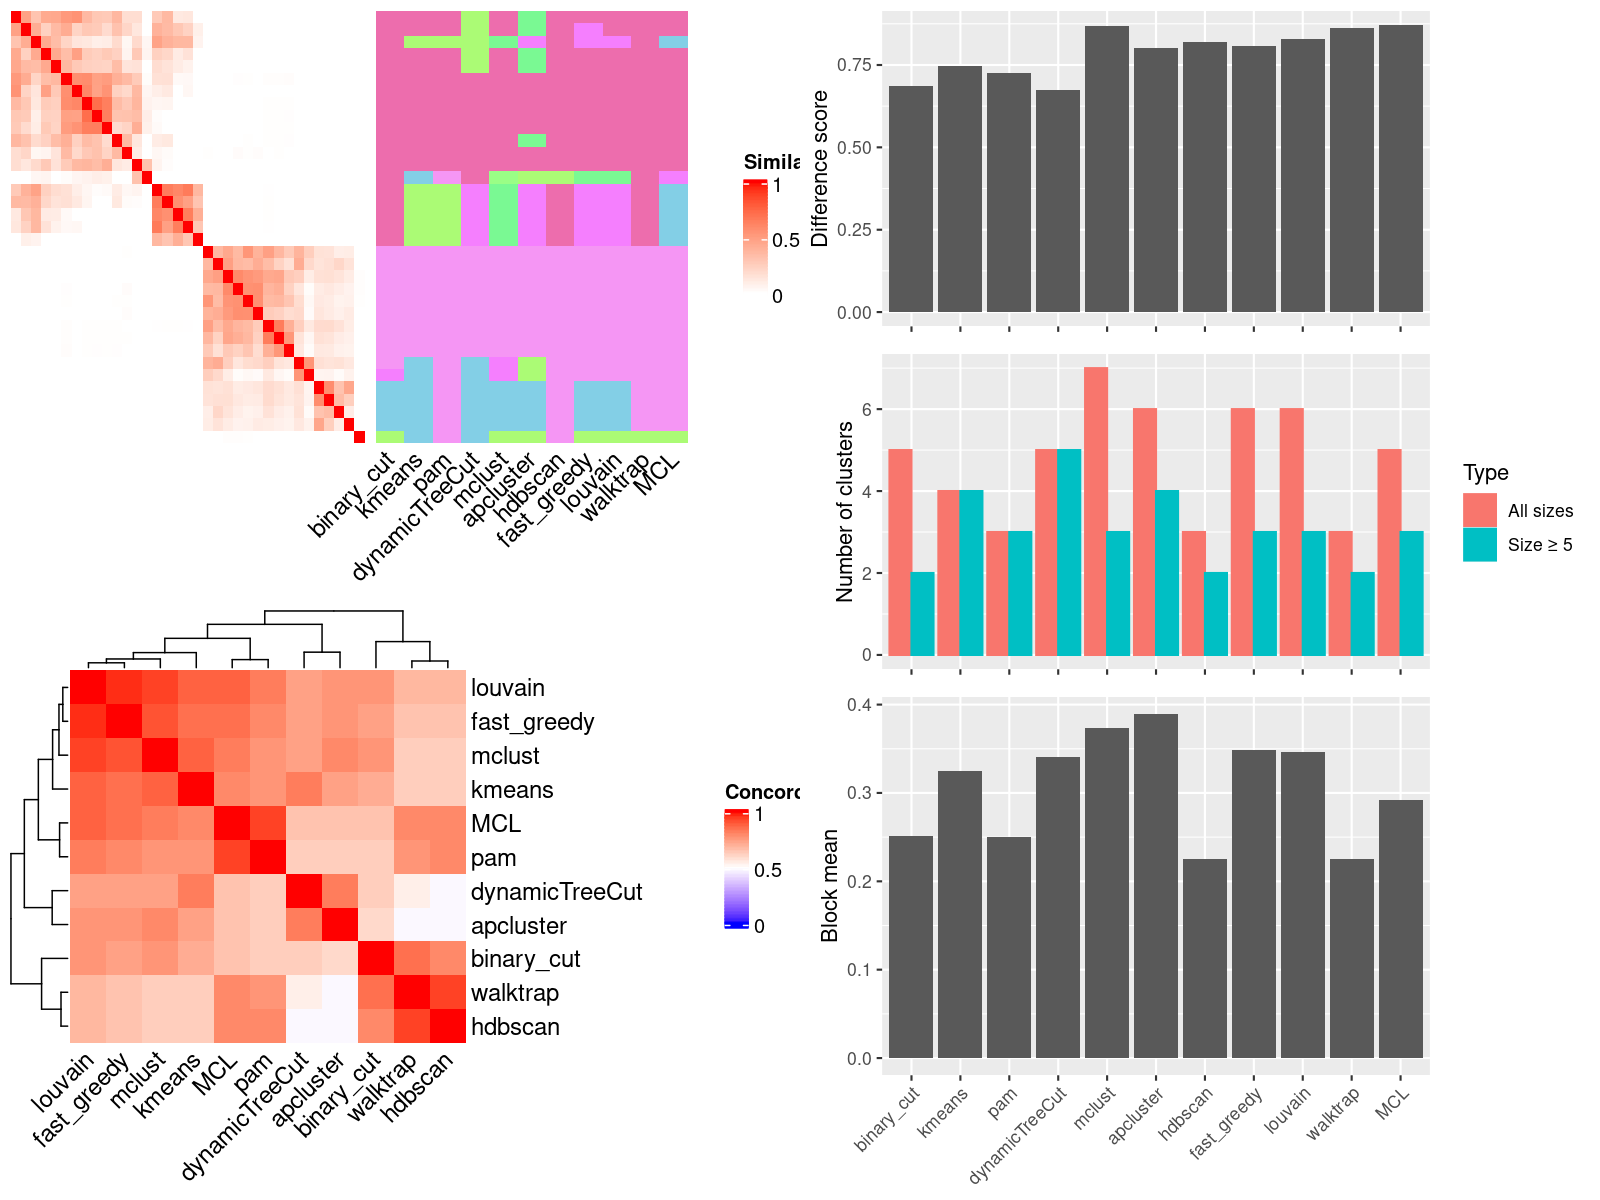 Simila
1
0.5
0
binary_cut
kmeans
pam
dynamicTreeCut
mclust
apcluster
hdbscan
fast_greedy
louvain
walktrap
MCL
louvain
fast_greedy
mclust
kmeans
MCL
pam
dynamicTreeCut
apcluster
binary_cut
walktrap
hdbscan
louvain
fast_greedy
mclust
kmeans
MCL
pam
dynamicTreeCut
apcluster
binary_cut
walktrap
hdbscan
Concord
1
0.5
0
Difference score
0.75
0.50
0.25
0.00
Number of clusters
6
4
2
0
Type
All sizes
Size ≥ 5
Block mean
0.4
0.3
0.2
0.1
0.0
binary_cut
kmeans
pam
dynamicTreeCut
mclust
apcluster
hdbscan
fast_greedy
louvain
walktrap
MCL